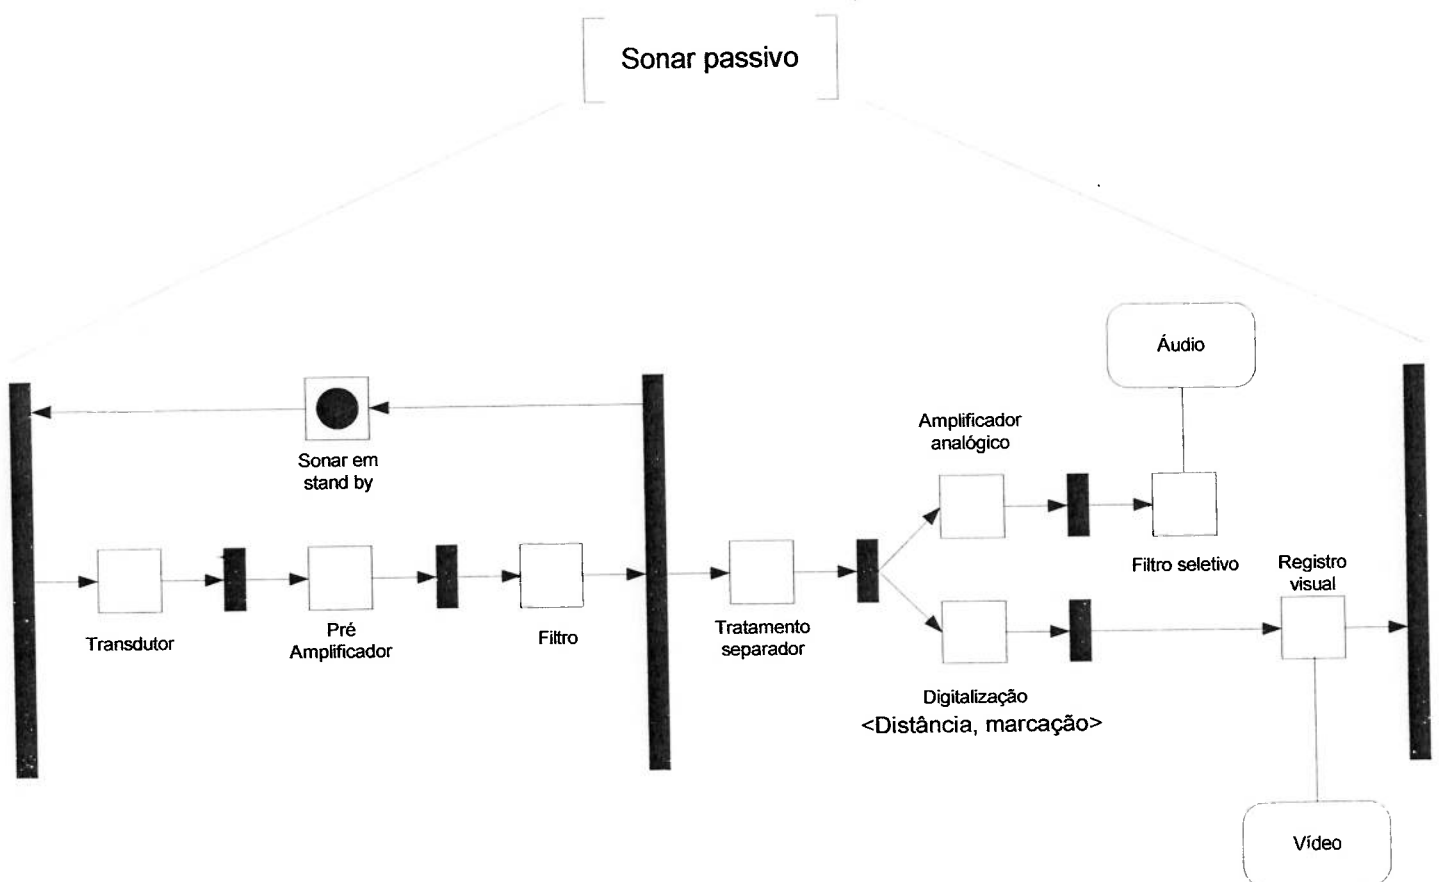 Sonar passivo
Áudio
Sonar em
stand by
Amplificador
analógico
Transdutor
Pré
Amplificador
Filtro
Tratamento
separador
Filtro seletivo
Registro
visual
Digitalização
<Distância, marcação>
Vídeo